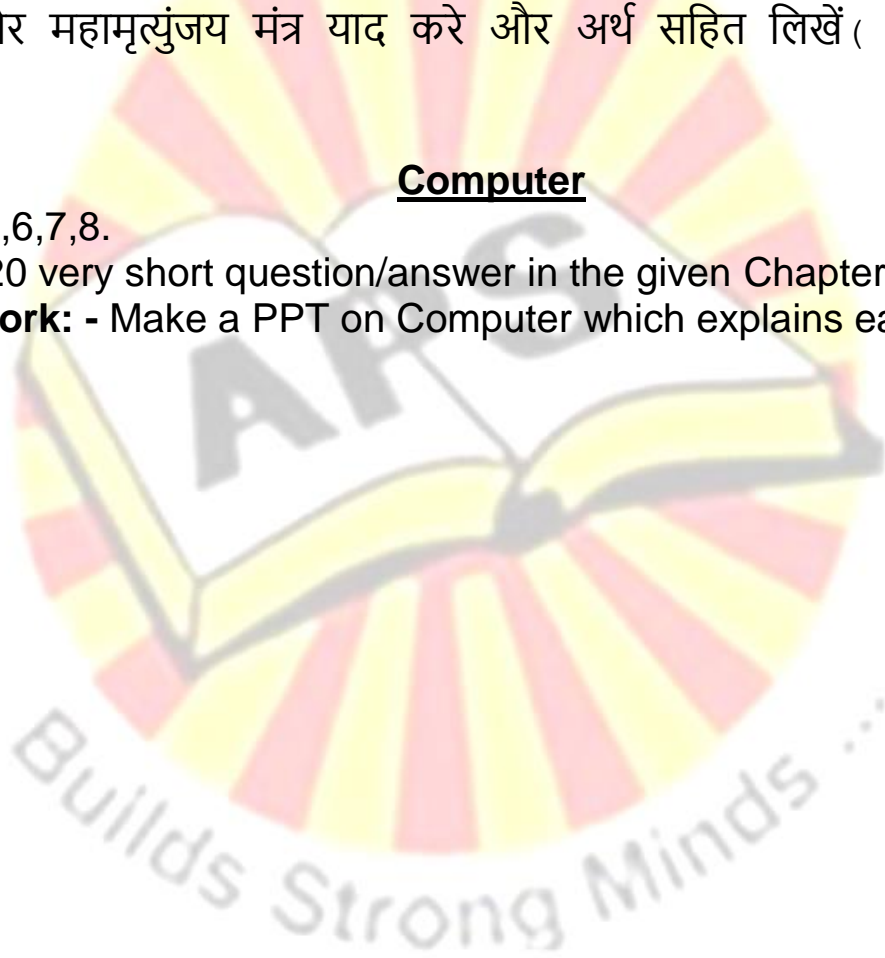 र महामृत्युंजय मंत्र याद करे और अर्थ सहित लिखें (
Computer
,6,7,8.
20 very short question/answer in the given Chapter
ork: - Make a PPT on Computer which explains ea
APS
Builds Strong Minds ...